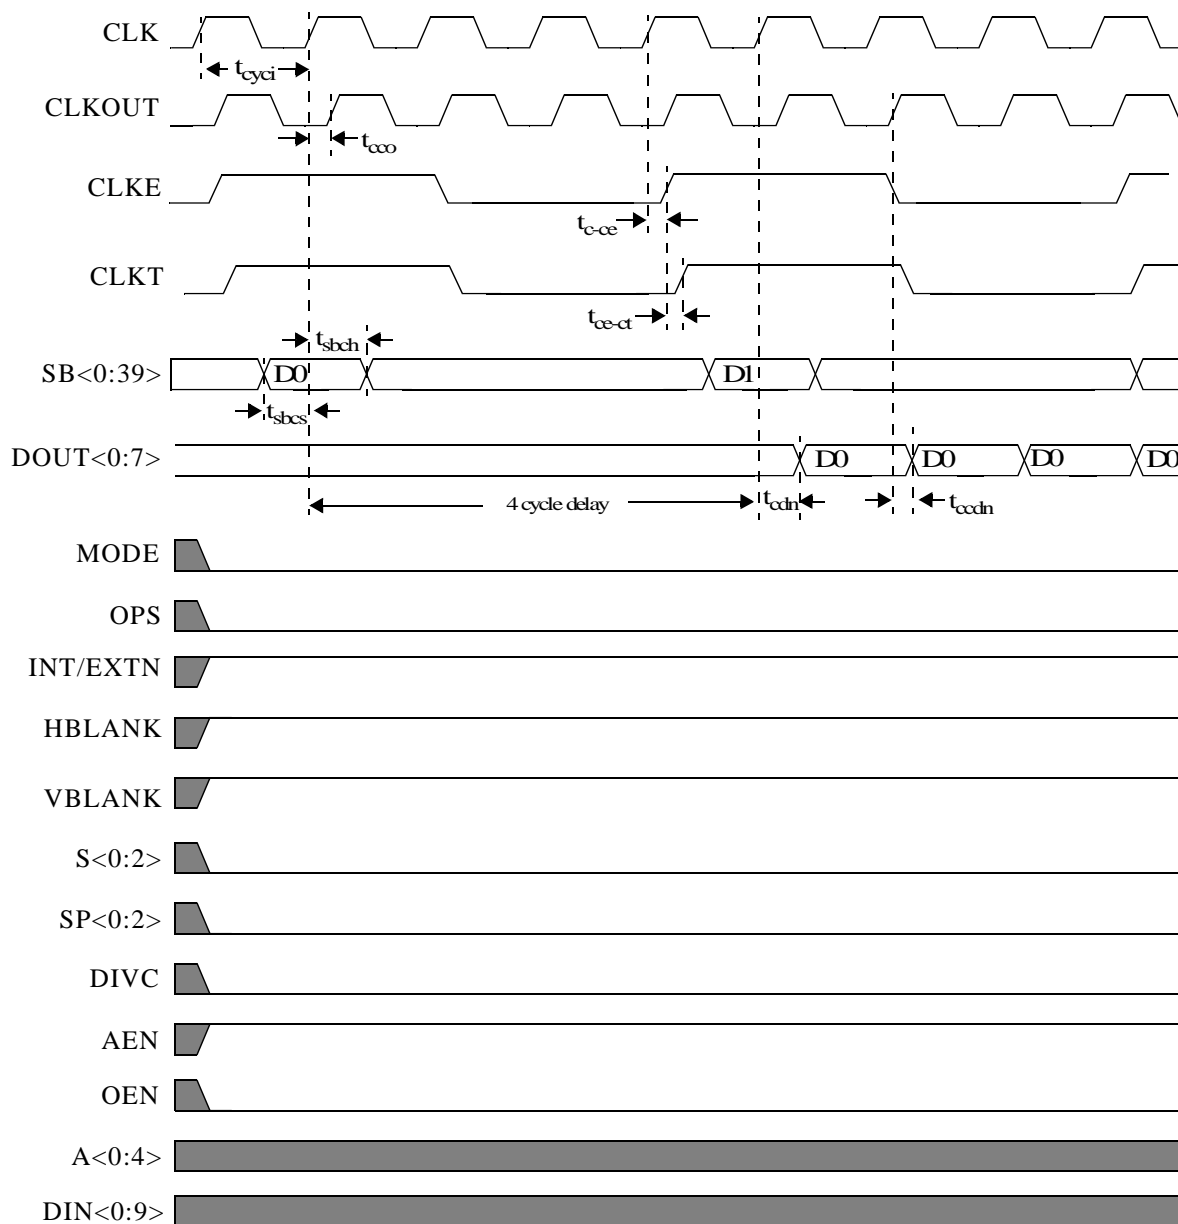 CLK
tcyci
CLKOUT
tcco
CLKE
tc-ce
CLKT
tce-ct
tsbch
SB<0:39>
D0
D1
tsbcs
DOUT<0:7>
D0
D0
D0
D0
4 cycle delay
tcdn
tccdn
MODE
OPS
INT/EXTN
HBLANK
VBLANK
S<0:2>
SP<0:2>
DIVC
AEN
OEN
A<0:4>
DIN<0:9>